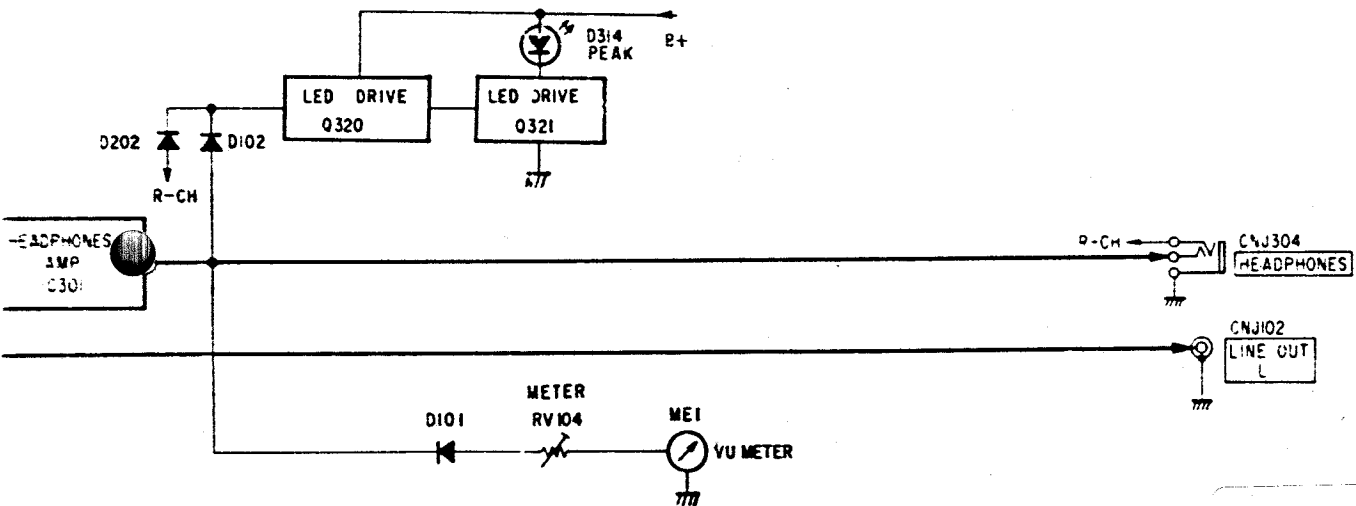 D314
PEAK
B+
LED DRIVE
Q320
LED DRIVE
Q321
D202
D102
R-CH
HEADPHONES
AMP
R-CH
CNJ304
HEADPHONES
CNJ102
LINE OUT
L
METER
D101
RV104
ME1
VU METER